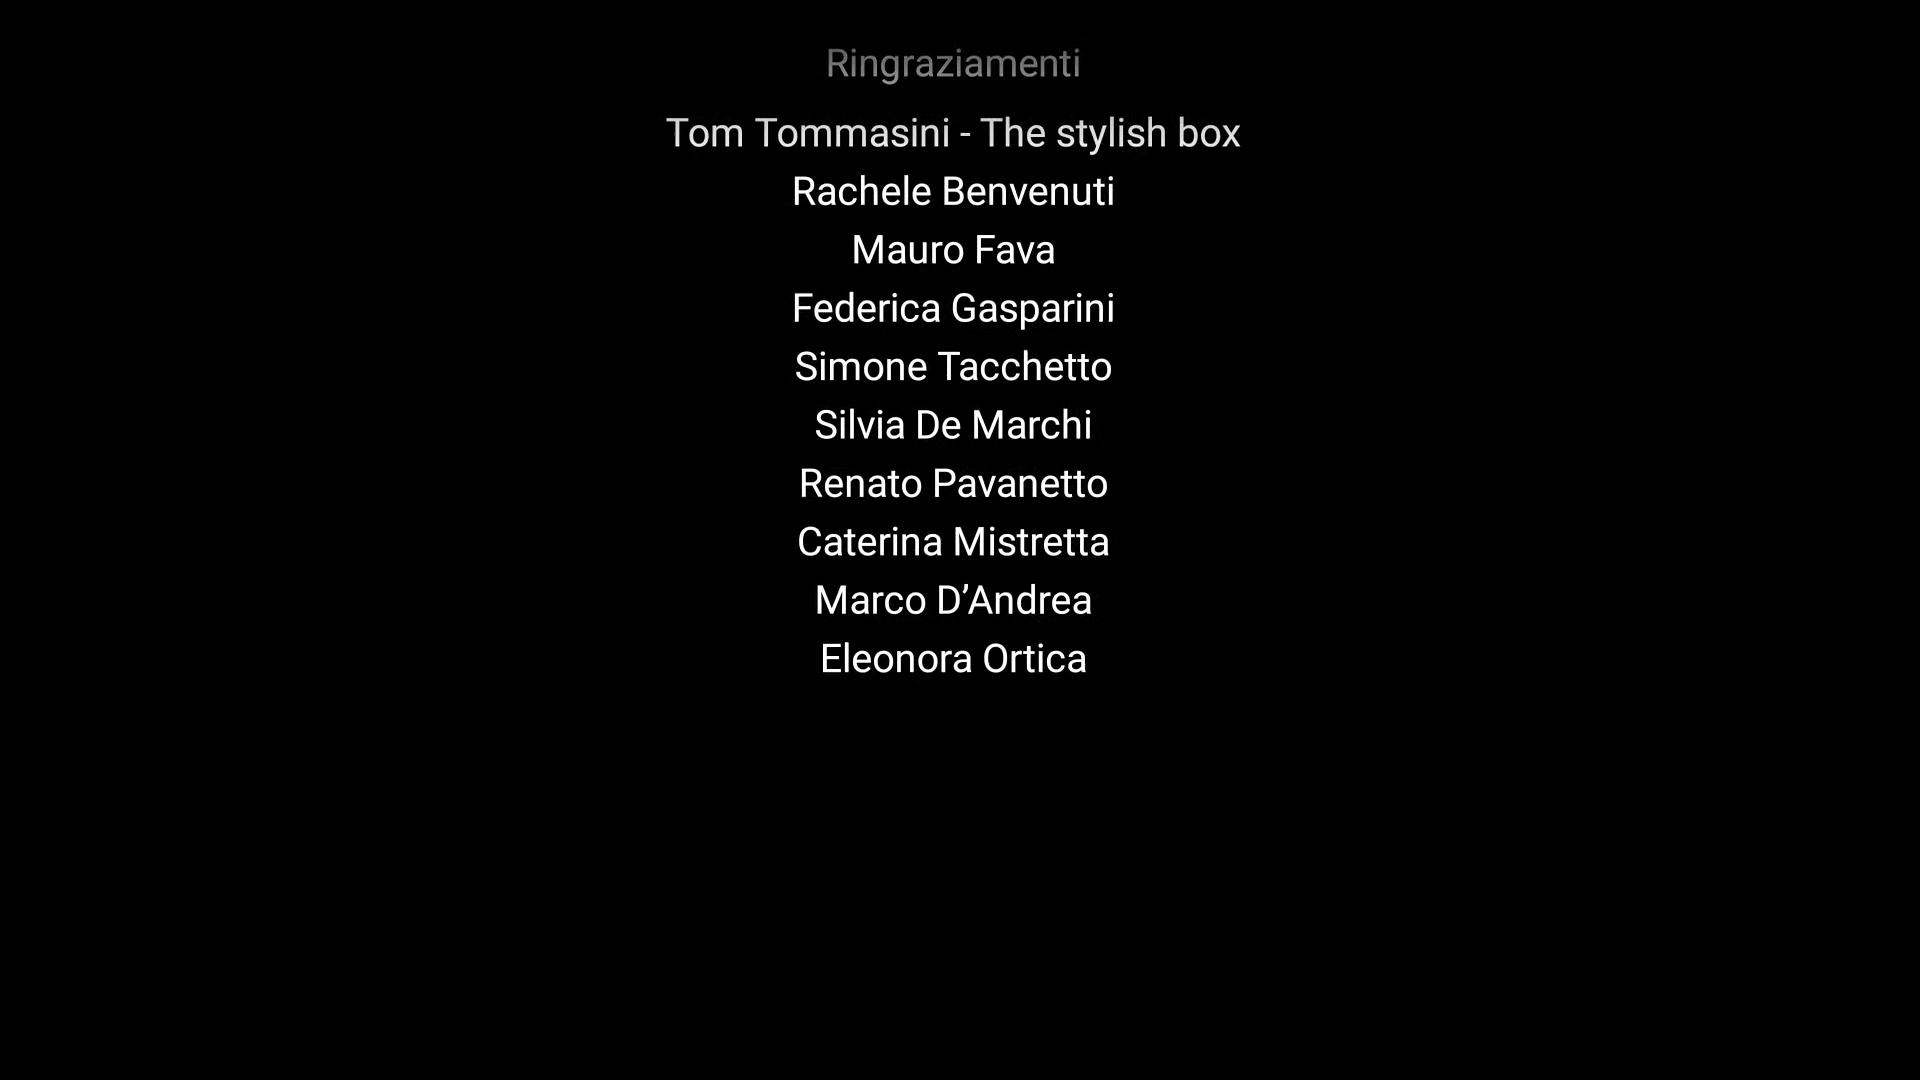 Ringraziamenti
Tom Tommasini - The stylish box
Rachele Benvenuti
Mauro Fava
Federica Gasparini
Simone Tacchetto
Silvia De Marchi
Renato Pavanetto
Caterina Mistretta
Marco D’Andrea
Eleonora Ortica